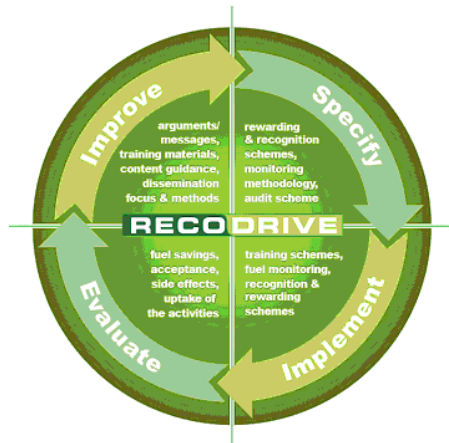 Improve
Specify
arguments/
messages,
training materials,
content guidance,
dissemination
focus & methods
rewarding
& recognition
schemes,
monitoring
methodology,
audit scheme
RECODRIVE
fuel savings,
acceptance,
side effects,
uptake of
the activities
training schemes,
fuel monitoring,
recognition &
rewarding
schemes
Evaluate
Implement